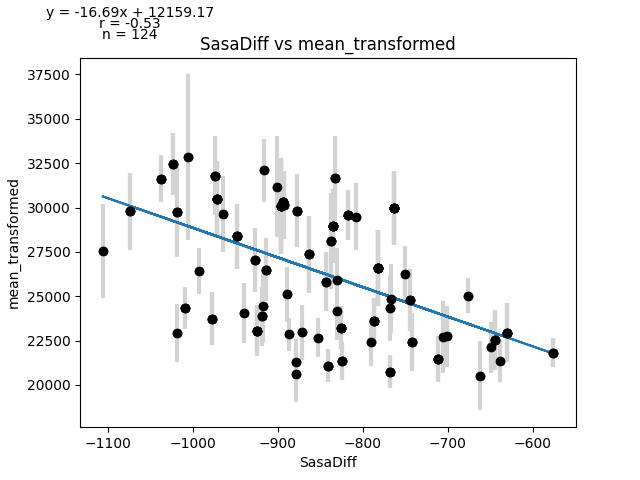 y = -16.69x + 12159.17
r = -0.53
n = 124
SasaDiff vs mean_transformed
37500
35000
32500
30000
27500
25000
22500
20000
mean_transformed
−1100 −1000 −900 −800 −700 −600
SasaDiff